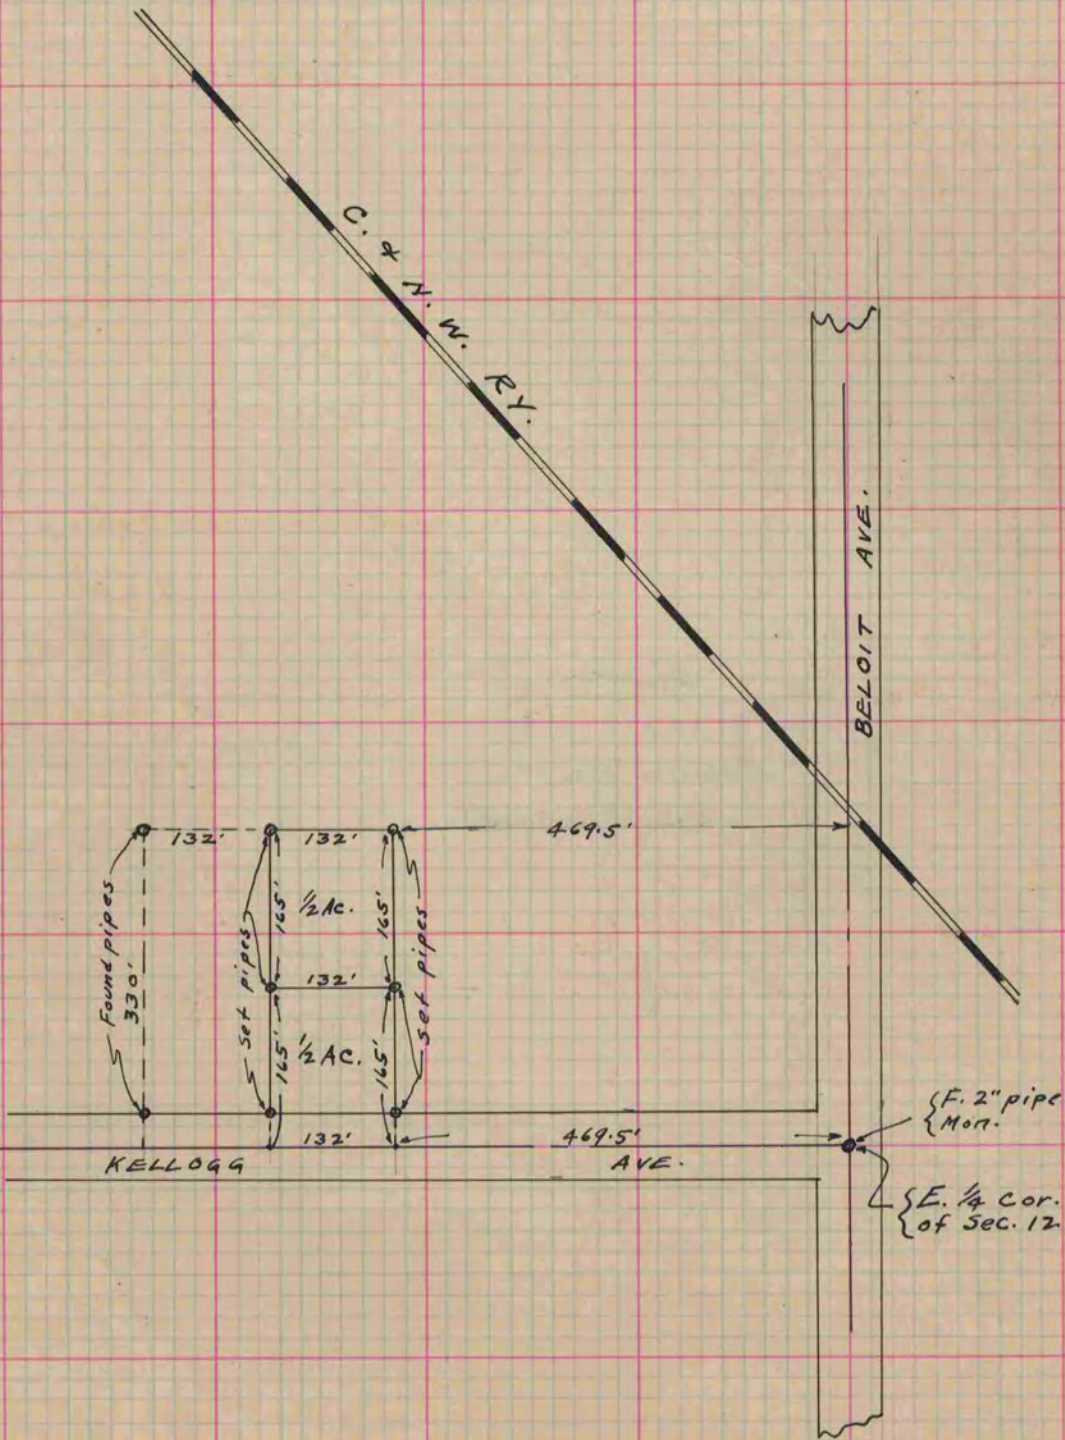 C. & N. W. RY.
BELOIT AVE.
132'
132'
469.5'
Found pipes
330'
Set pipes
165'
½ Ac.
165'
set pipes
132'
165'
½ AC.
165'
F. 2" pipe
Mon.
132'
469.5'
KELLOGG AVE.
E. ¼ Cor.
of Sec. 12